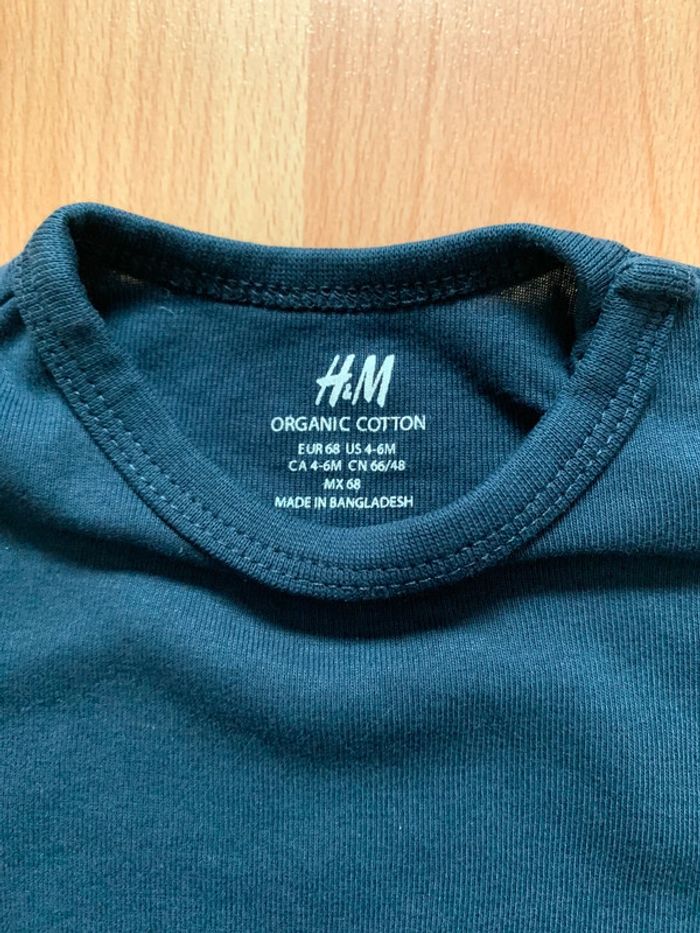 H&M
ORGANIC COTTON
EUR 68 US 4-6M
CA 4-6M CN 66/48
MX 68
MADE IN BANGLADESH